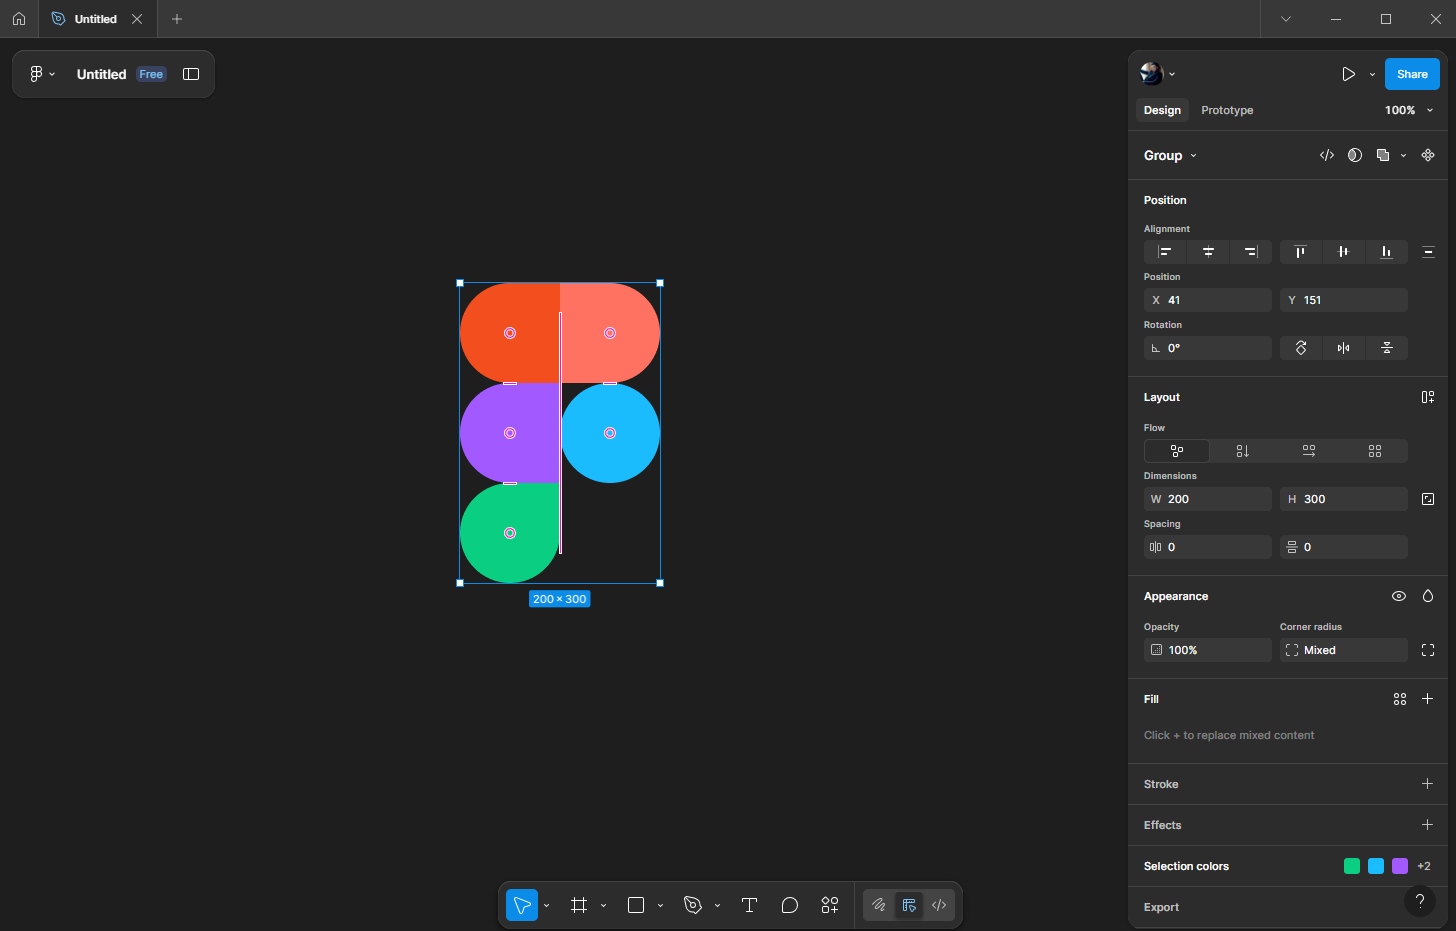 Untitled
Untitled Free
Share
Design Prototype 100%
Group
Position
Alignment
Position
X 41 Y 151
Rotation
0°
Layout
Flow
Dimensions
W 200 H 300
Spacing
0 0
Appearance
Opacity Corner radius
100% Mixed
Fill
Click + to replace mixed content
Stroke
Effects
Selection colors +2
Export
?
200 × 300